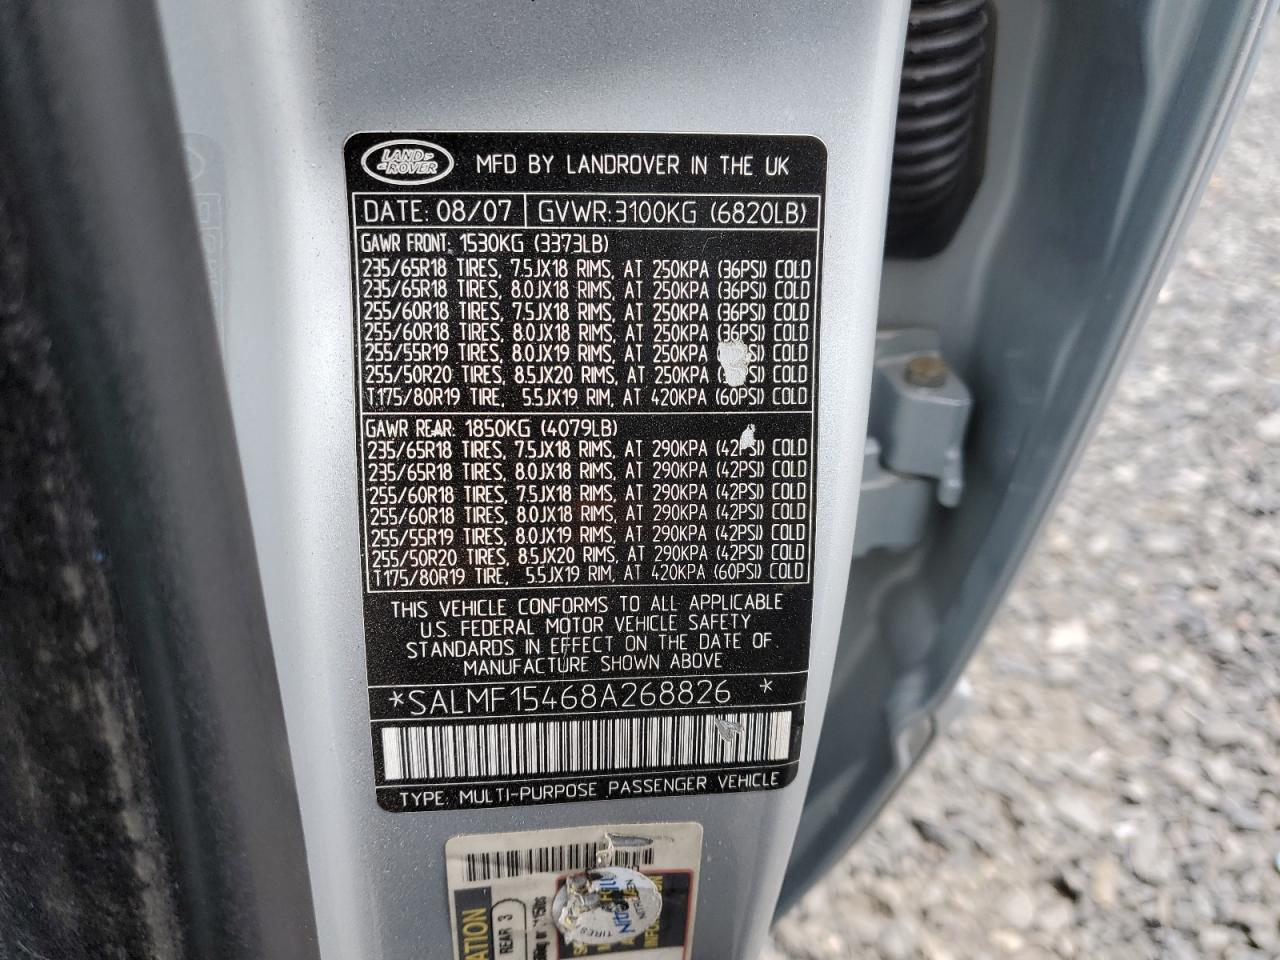 LAND ROVER
MFD BY LANDROVER IN THE UK
DATE: 08/07 GVWR: 3100KG (6820LB)
GAWR FRONT: 1530KG (3373LB)
235/65R18 TIRES, 7.5JX18 RIMS, AT 250KPA (36PSI) COLD
235/65R18 TIRES, 8.0JX18 RIMS, AT 250KPA (36PSI) COLD
255/60R18 TIRES, 7.5JX18 RIMS, AT 250KPA (36PSI) COLD
255/60R18 TIRES, 8.0JX18 RIMS, AT 250KPA (36PSI) COLD
255/55R19 TIRES, 8.0JX19 RIMS, AT 250KPA COLD
255/50R20 TIRES, 8.5JX20 RIMS, AT 250KPA COLD
T175/80R19 TIRE, 5.5JX19 RIM, AT 420KPA (60PSI) COLD
GAWR REAR: 1850KG (4079LB)
235/65R18 TIRES, 7.5JX18 RIMS, AT 290KPA (42PSI) COLD
235/65R18 TIRES, 8.0JX18 RIMS, AT 290KPA (42PSI) COLD
255/60R18 TIRES, 7.5JX18 RIMS, AT 290KPA (42PSI) COLD
255/60R18 TIRES, 8.0JX18 RIMS, AT 290KPA (42PSI) COLD
255/55R19 TIRES, 8.0JX19 RIMS, AT 290KPA (42PSI) COLD
255/50R20 TIRES, 8.5JX20 RIMS, AT 290KPA (42PSI) COLD
T175/80R19 TIRE, 5.5JX19 RIM, AT 420KPA (60PSI) COLD
THIS VEHICLE CONFORMS TO ALL APPLICABLE
U.S. FEDERAL MOTOR VEHICLE SAFETY
STANDARDS IN EFFECT ON THE DATE OF
MANUFACTURE SHOWN ABOVE
*SALMF15468A268826 *
TYPE: MULTI-PURPOSE PASSENGER VEHICLE
REAR 3
TIRES